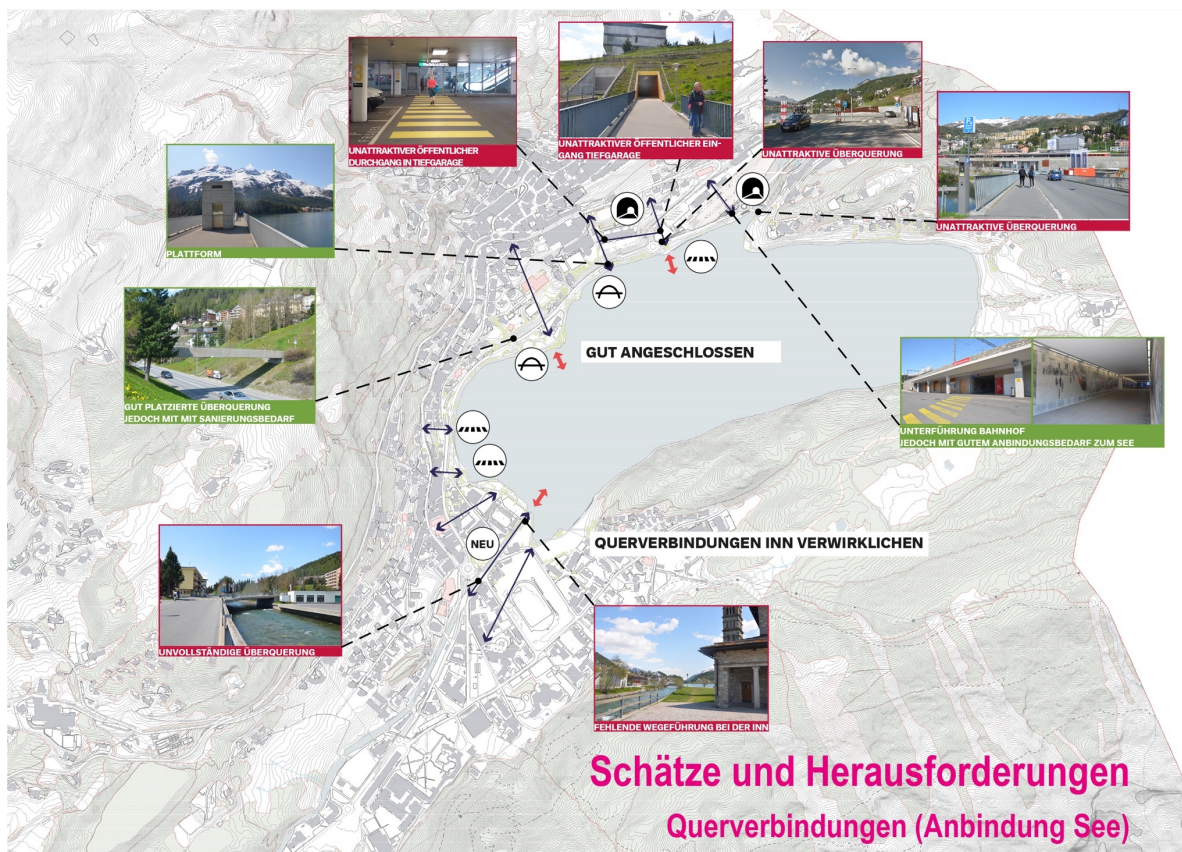 UNATTRAKTIVER ÖFFENTLICHER
DURCHGANG IN TIEFGARAGE
UNATTRAKTIVER ÖFFENTLICHER EIN-
GANG TIEFGARAGE
UNATTRAKTIVE ÜBERQUERUNG
UNATTRAKTIVE ÜBERQUERUNG
PLATTFORM
GUT PLATZIERTE ÜBERQUERUNG
JEDOCH MIT MIT SANIERUNGSBEDARF
GUT ANGESCHLOSSEN
UNTERFÜHRUNG BAHNHOF
JEDOCH MIT GUTEM ANBINDUNGSBEDARF ZUM SEE
NEU
QUERVERBINDUNGEN INN VERWIRKLICHEN
UNVOLLSTÄNDIGE ÜBERQUERUNG
FEHLENDE WEGEFÜHRUNG BEI DER INN
Schätze und Herausforderungen
Querverbindungen (Anbindung See)